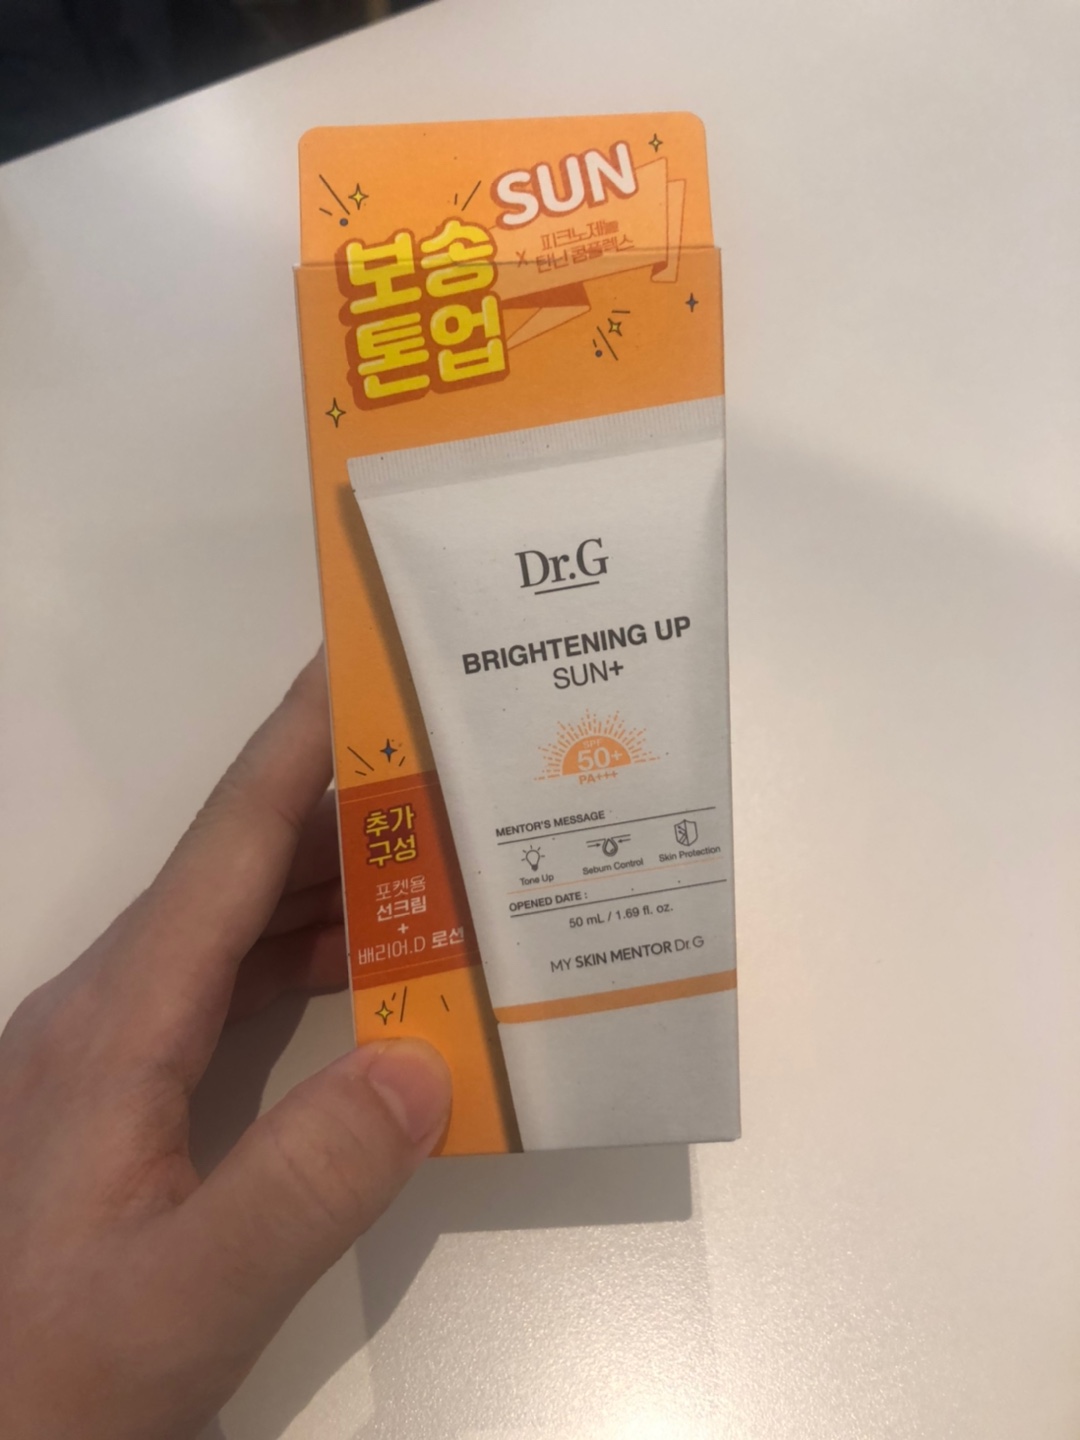 SUN
보송
톤업
피크노제놀
x 탄닌 콤플렉스
Dr.G
BRIGHTENING UP
SUN+
SPF
50+
PA+++
MENTOR'S MESSAGE
Tone Up
Sebum Control
Skin Protection
OPENED DATE :
50 mL / 1.69 fl. oz.
MY SKIN MENTOR Dr.G
추가
구성
포켓용
선크림
+
배리어.D 로션